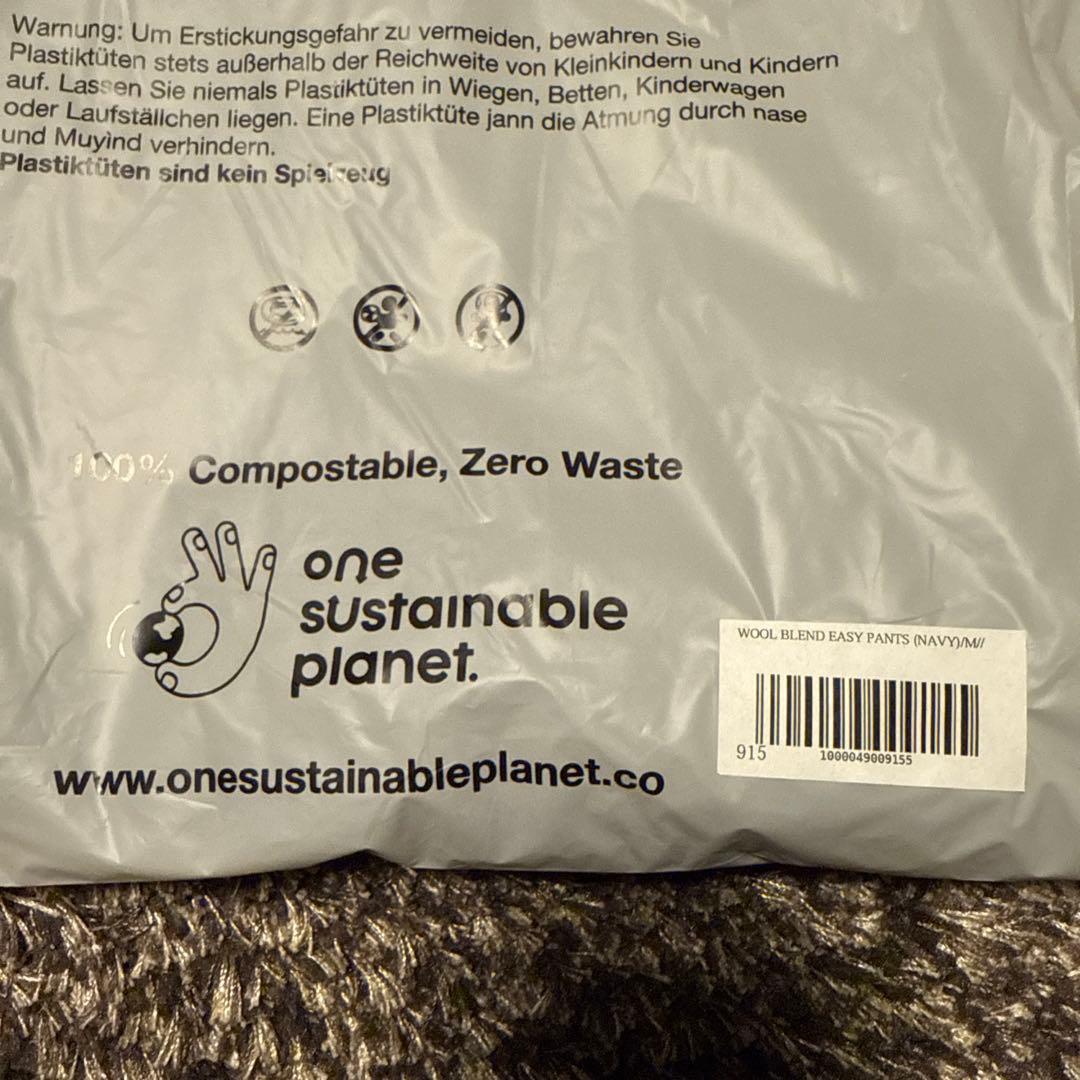 Warnung: Um Erstickungsgefahr zu vermeiden, bewahren Sie
Plastiktüten stets außerhalb der Reichweite von Kleinkindern und Kindern
auf. Lassen Sie niemals Plastiktüten in Wiegen, Betten, Kinderwagen
oder Laufställchen liegen. Eine Plastiktüte jann die Atmung durch nase
und Muyìnd verhindern.
Plastiktüten sind kein Spielzeug
100% Compostable, Zero Waste
one
sustainable
planet.
www.onesustainableplanet.co
WOOL BLEND EASY PANTS (NAVY)/M//
915
1000049009155